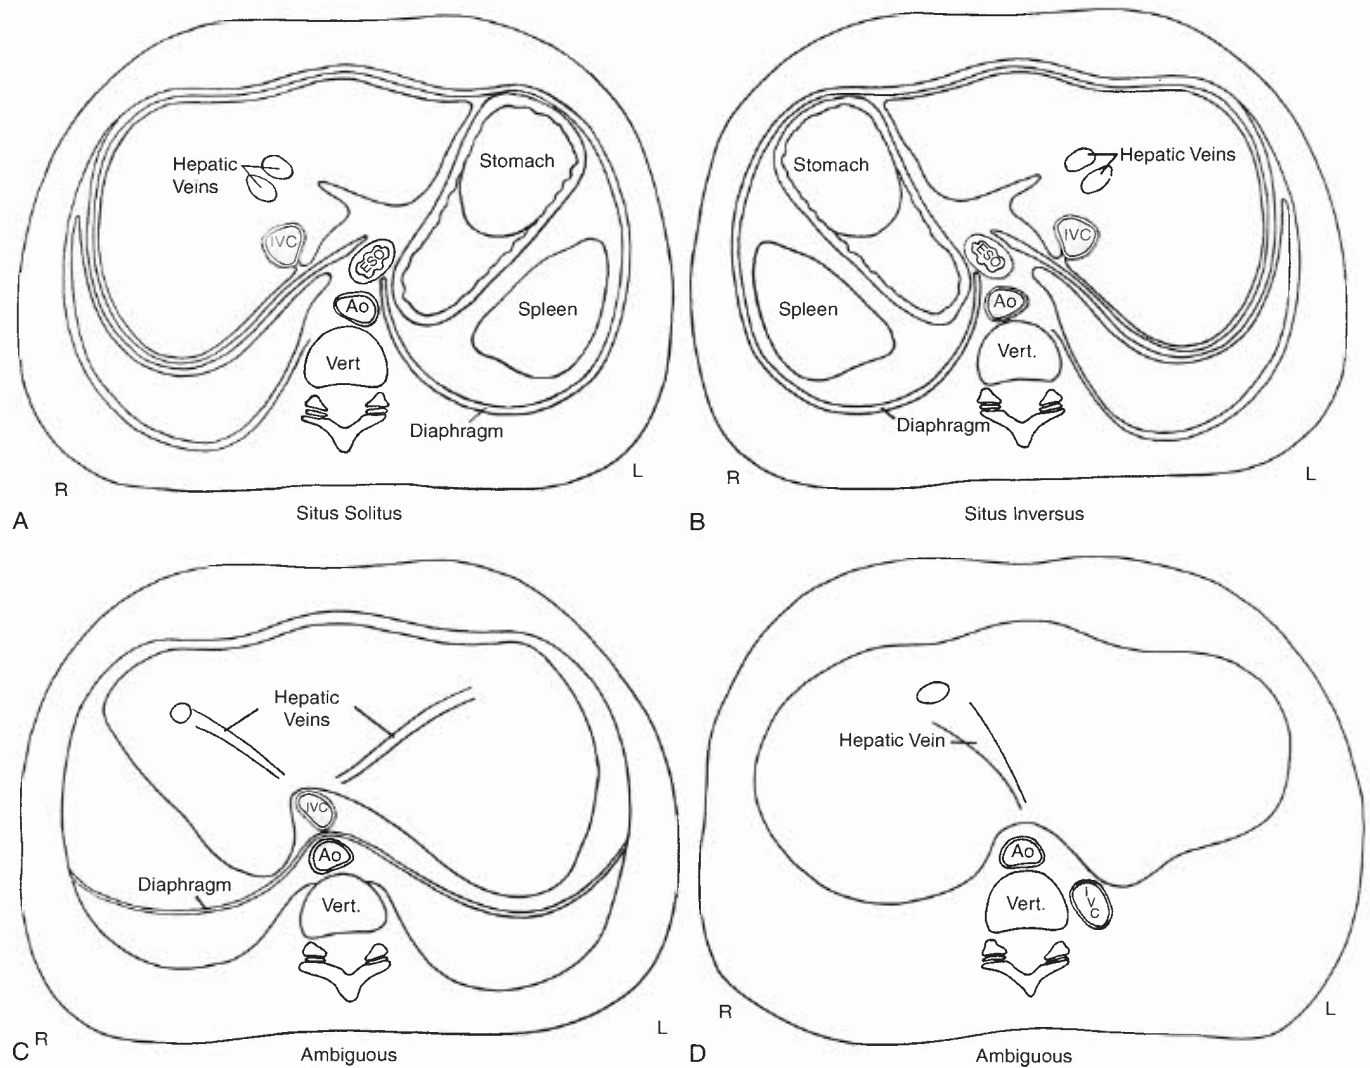 Hepatic
Veins
Stomach
IVC
ESO
Ao
Spleen
Vert
Diaphragm
R
L
A
Situs Solitus
Stomach
Hepatic Veins
ESO
IVC
Ao
Spleen
Vert.
Diaphragm
R
L
B
Situs Inversus
Hepatic
Veins
IVC
Ao
Diaphragm
Vert.
R
L
C
Ambiguous
Hepatic Vein
Ao
Vert.
I
V
C
R
L
D
Ambiguous